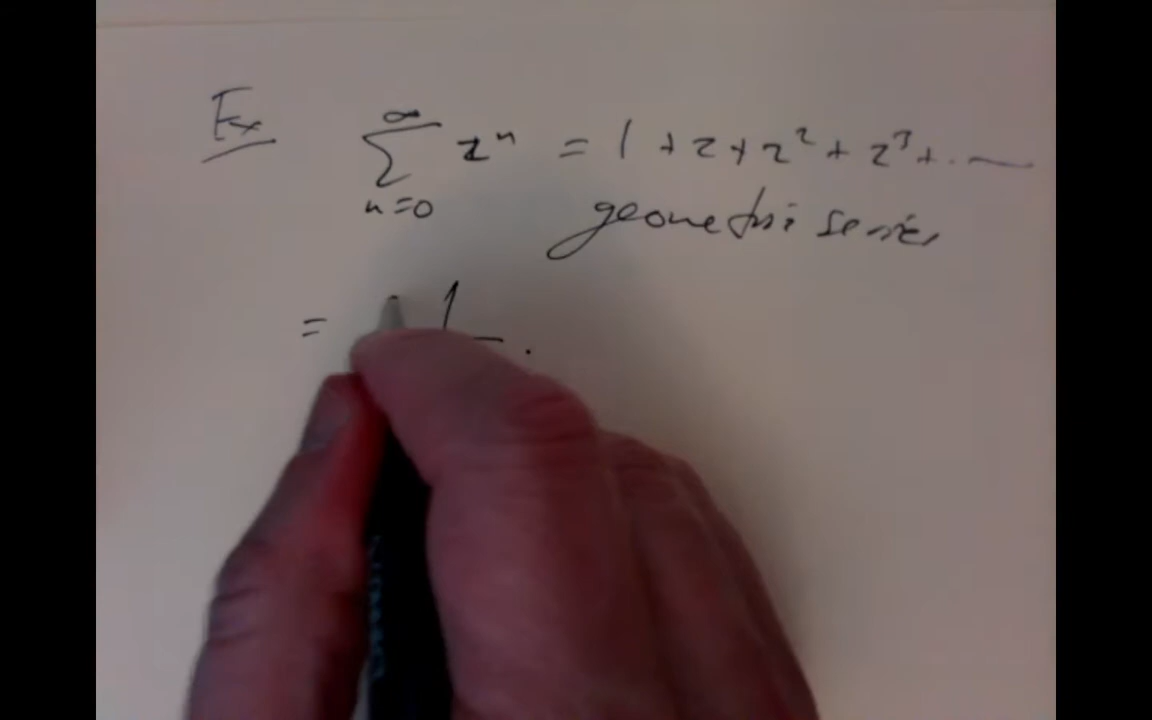 Ex ∑_{n=0}^{∞} z^n = 1 + z + z^2 + z^3 + ...
geometric series
= 1